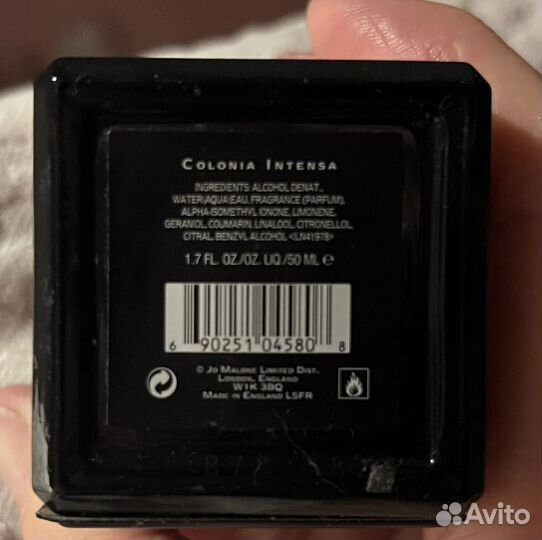 COLONIA INTENSA
INGREDIENTS: ALCOHOL DENAT.,
WATER\AQUA\EAU, FRAGRANCE (PARFUM),
ALPHA-ISOMETHYL IONONE, LIMONENE,
GERANIOL, COUMARIN, LINALOOL, CITRONELLOL,
CITRAL, BENZYL ALCOHOL <ILN41978>
1.7 FL. OZ./OZ. LIQ./50 ML ℮
6 90251 04580 8
© JO MALONE LIMITED DIST.
LONDON, ENGLAND
W1K 3BQ
MADE IN ENGLAND L5FR
Avito